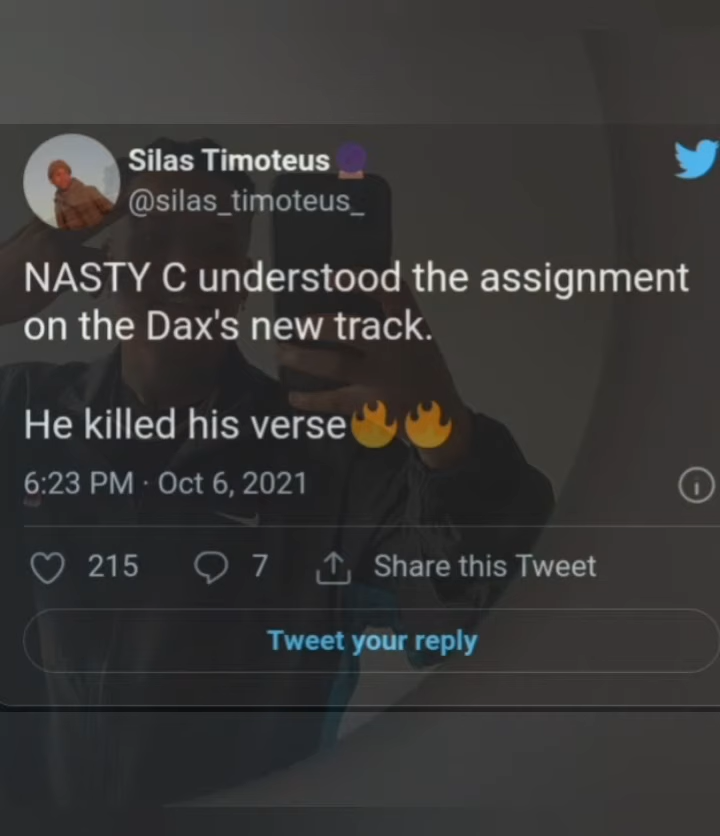 Silas Timoteus
@silas_timoteus_
NASTY C understood the assignment
on the Dax's new track.
He killed his verse🔥🔥
6:23 PM · Oct 6, 2021
215 7 Share this Tweet
Tweet your reply